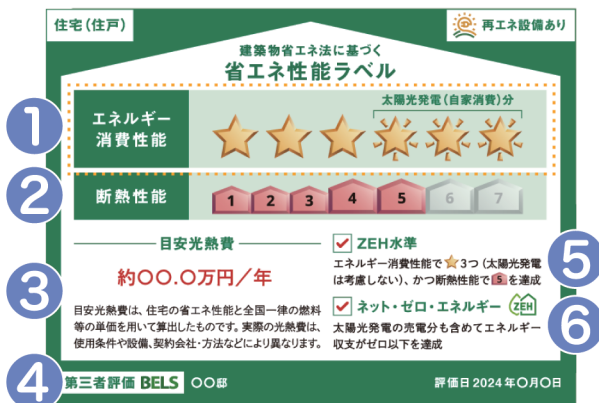 住宅(住戸)
再エネ設備あり
建築物省エネ法に基づく
省エネ性能ラベル
1
エネルギー
消費性能
太陽光発電(自家消費)分
2
断熱性能
1 2 3 4 5 6 7
3
目安光熱費
約〇〇.〇万円/年
目安光熱費は、住宅の省エネ性能と全国一律の燃料
等の単価を用いて算出したものです。実際の光熱費は、
使用条件や設備、契約会社・方法などにより異なります。
ZEH水準
エネルギー消費性能で★3つ(太陽光発電
は考慮しない)、かつ断熱性能で5を達成
5
ネット・ゼロ・エネルギー ZEH
太陽光発電の売電分も含めてエネルギー
収支がゼロ以下を達成
6
4
第三者評価 BELS 〇〇邸
評価日2024年〇月〇日